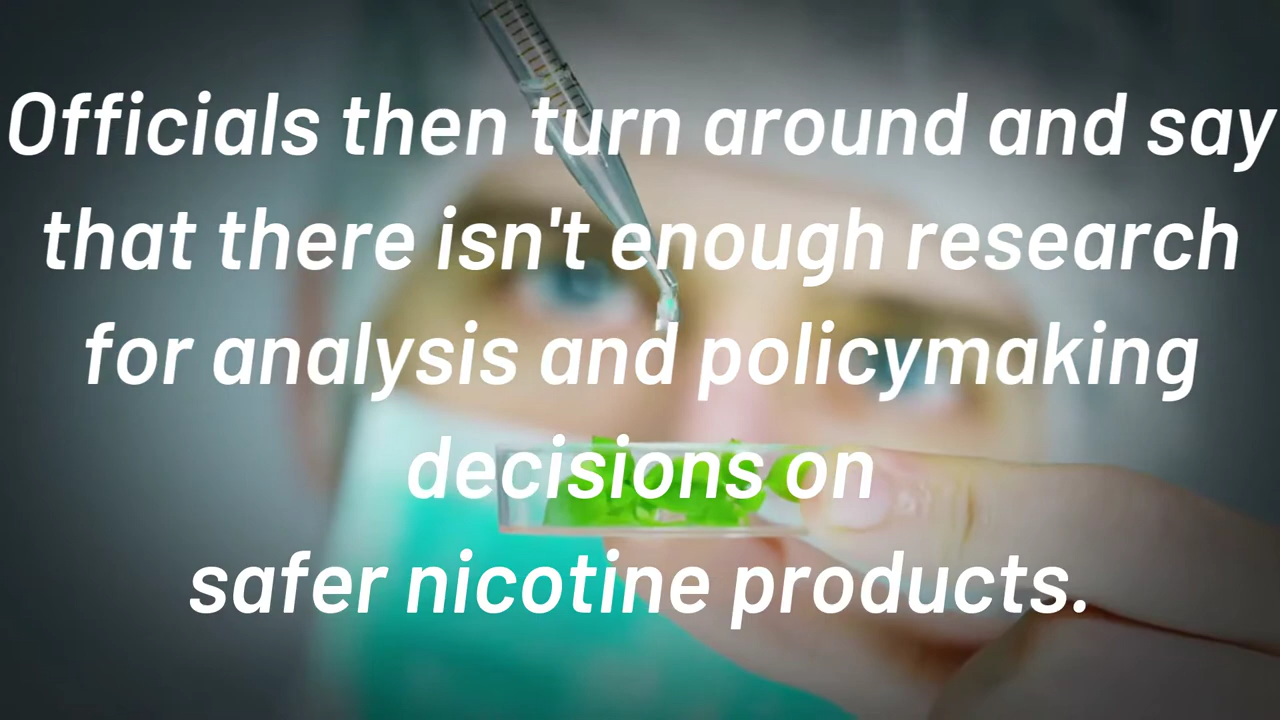 Officials then turn around and say
that there isn't enough research
for analysis and policymaking
decisions on
safer nicotine products.